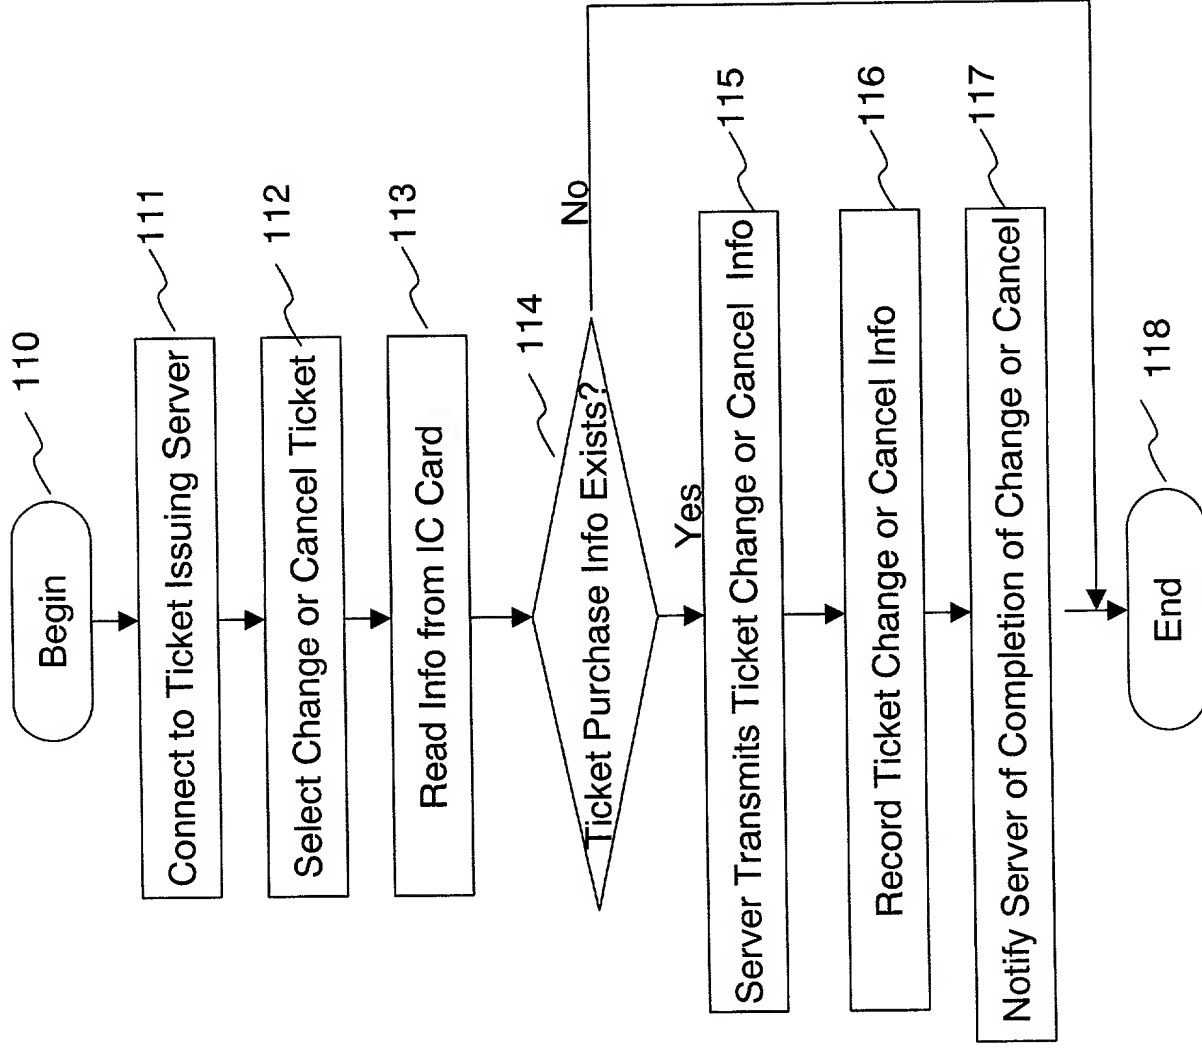 Begin
110
Connect to Ticket Issuing Server
111
Select Change or Cancel Ticket
112
Read Info from IC Card
113
Ticket Purchase Info Exists?
114
No
Yes
Server Transmits Ticket Change or Cancel Info
115
Record Ticket Change or Cancel Info
116
Notify Server of Completion of Change or Cancel
117
End
118